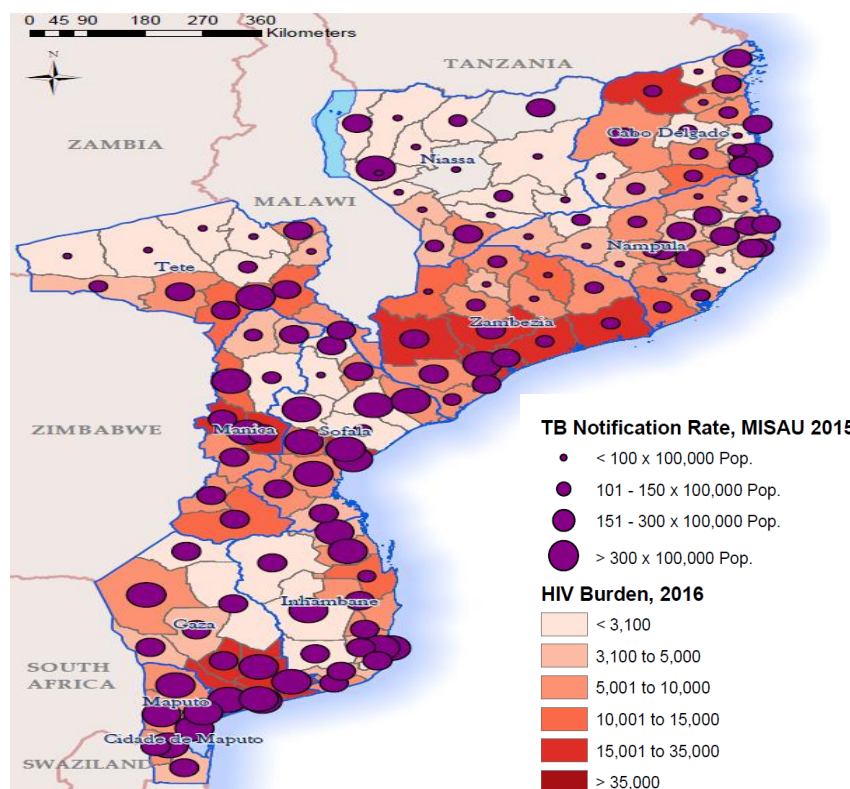 0 45 90 180 270 360
Kilometers
N
TANZANIA
ZAMBIA
Cabo Delgado
Niassa
MALAWI
Nampula
Tete
Zambezia
ZIMBABWE
Manica
Sofala
Inhambane
Gaza
SOUTH
AFRICA
Maputo
Cidade de Maputo
SWAZILAND
TB Notification Rate, MISAU 2015
< 100 x 100,000 Pop.
101 - 150 x 100,000 Pop.
151 - 300 x 100,000 Pop.
> 300 x 100,000 Pop.
HIV Burden, 2016
< 3,100
3,100 to 5,000
5,001 to 10,000
10,001 to 15,000
15,001 to 35,000
> 35,000